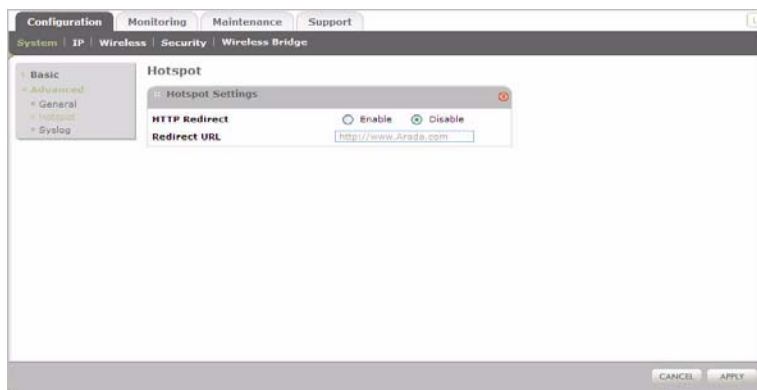 Configuration Monitoring Maintenance Support
System IP Wireless Security Wireless Bridge
Basic
Advanced
General
Hotspot
Syslog
Hotspot
Hotspot Settings
HTTP Redirect Enable Disable
Redirect URL http://www.Arada.com
CANCEL APPLY